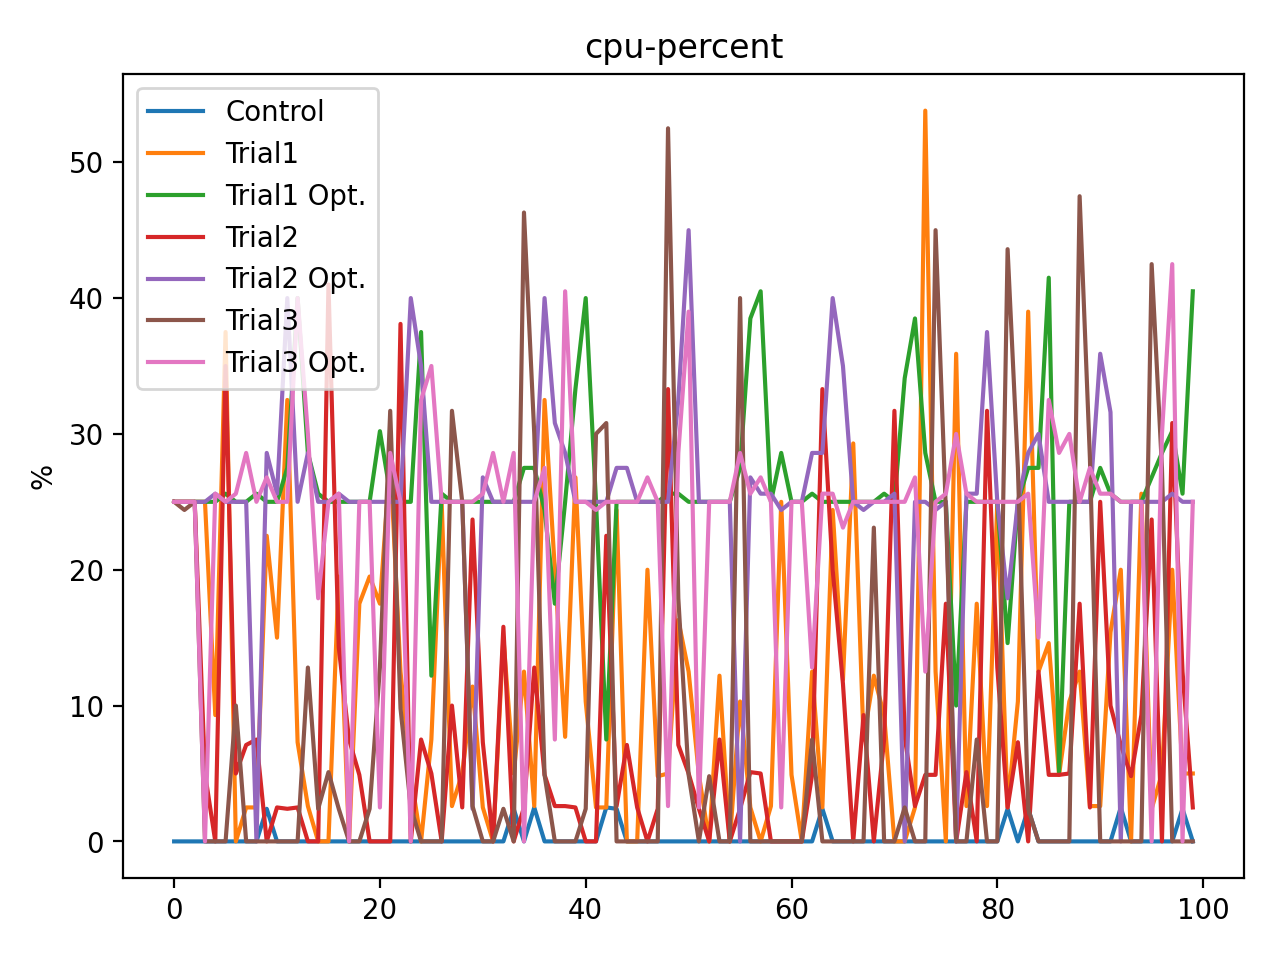 cpu-percent
Control
Trial1
Trial1 Opt.
Trial2
Trial2 Opt.
Trial3
Trial3 Opt.
%
50
40
30
20
10
0
0 20 40 60 80 100